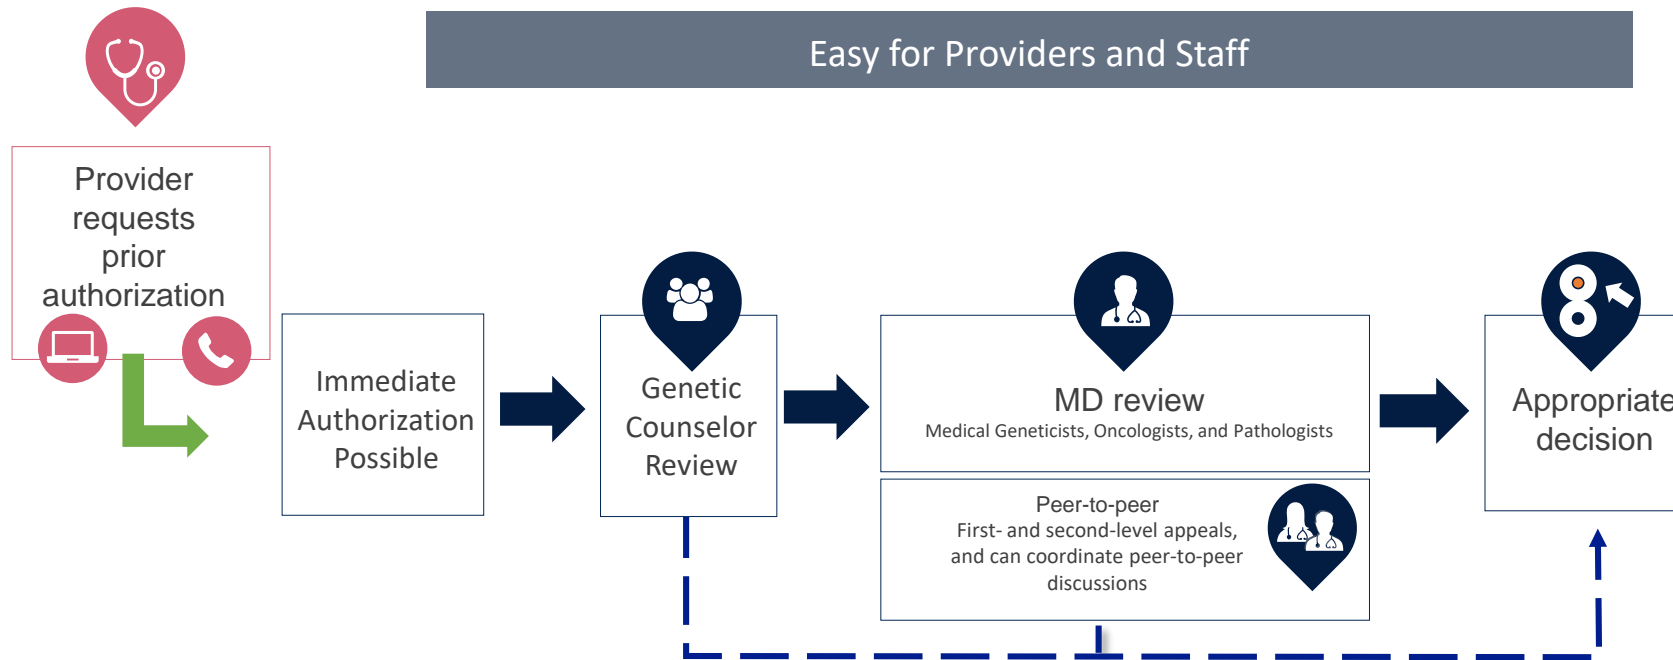 Easy for Providers and Staff
Provider
requests
prior
authorization
Immediate
Authorization
Possible
Genetic
Counselor
Review
MD review
Medical Geneticists, Oncologists, and Pathologists
Peer-to-peer
First- and second-level appeals,
and can coordinate peer-to-peer
discussions
Appropriate
decision